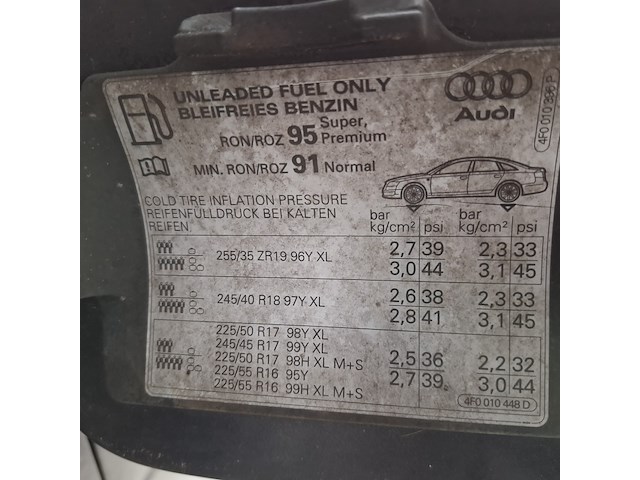 UNLEADED FUEL ONLY
BLEIFREIES BENZIN
RON/ROZ 95 Super, Premium
MIN. RON/ROZ 91 Normal
Audi
4F0 010 396 P
COLD TIRE INFLATION PRESSURE
REIFENFÜLLDRUCK BEI KALTEN
REIFEN
bar psi bar psi
kg/cm² kg/cm²
255/35 ZR19 96Y XL
2,7 39 2,3 33
3,0 44 3,1 45
245/40 R18 97Y XL
2,6 38 2,3 33
2,8 41 3,1 45
225/50 R17 98Y XL
245/45 R17 99Y XL
225/50 R17 98H XL M+S
225/55 R16 95Y
225/55 R16 99H XL M+S
2,5 36 2,2 32
2,7 39 3,0 44
4F0 010 448 D